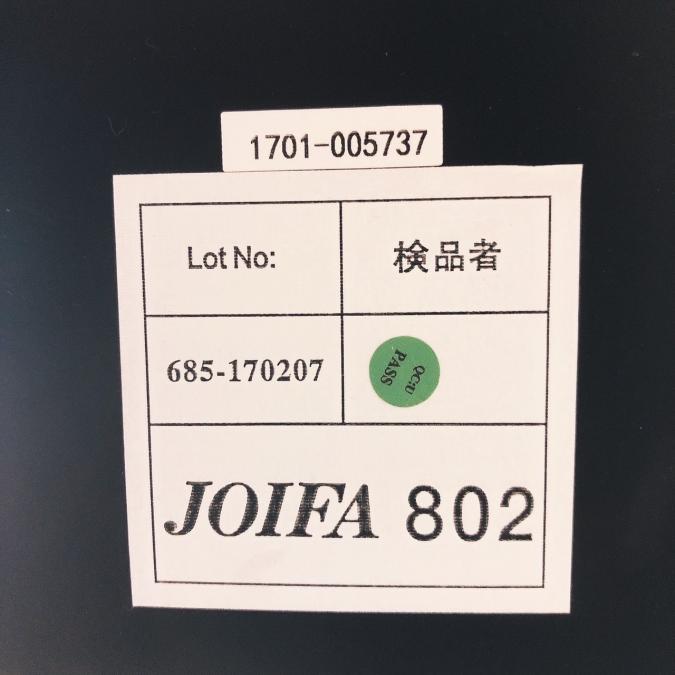 1701-005737
Lot No:
検品者
685-170207
QC:U
PASS
JOIFA 802